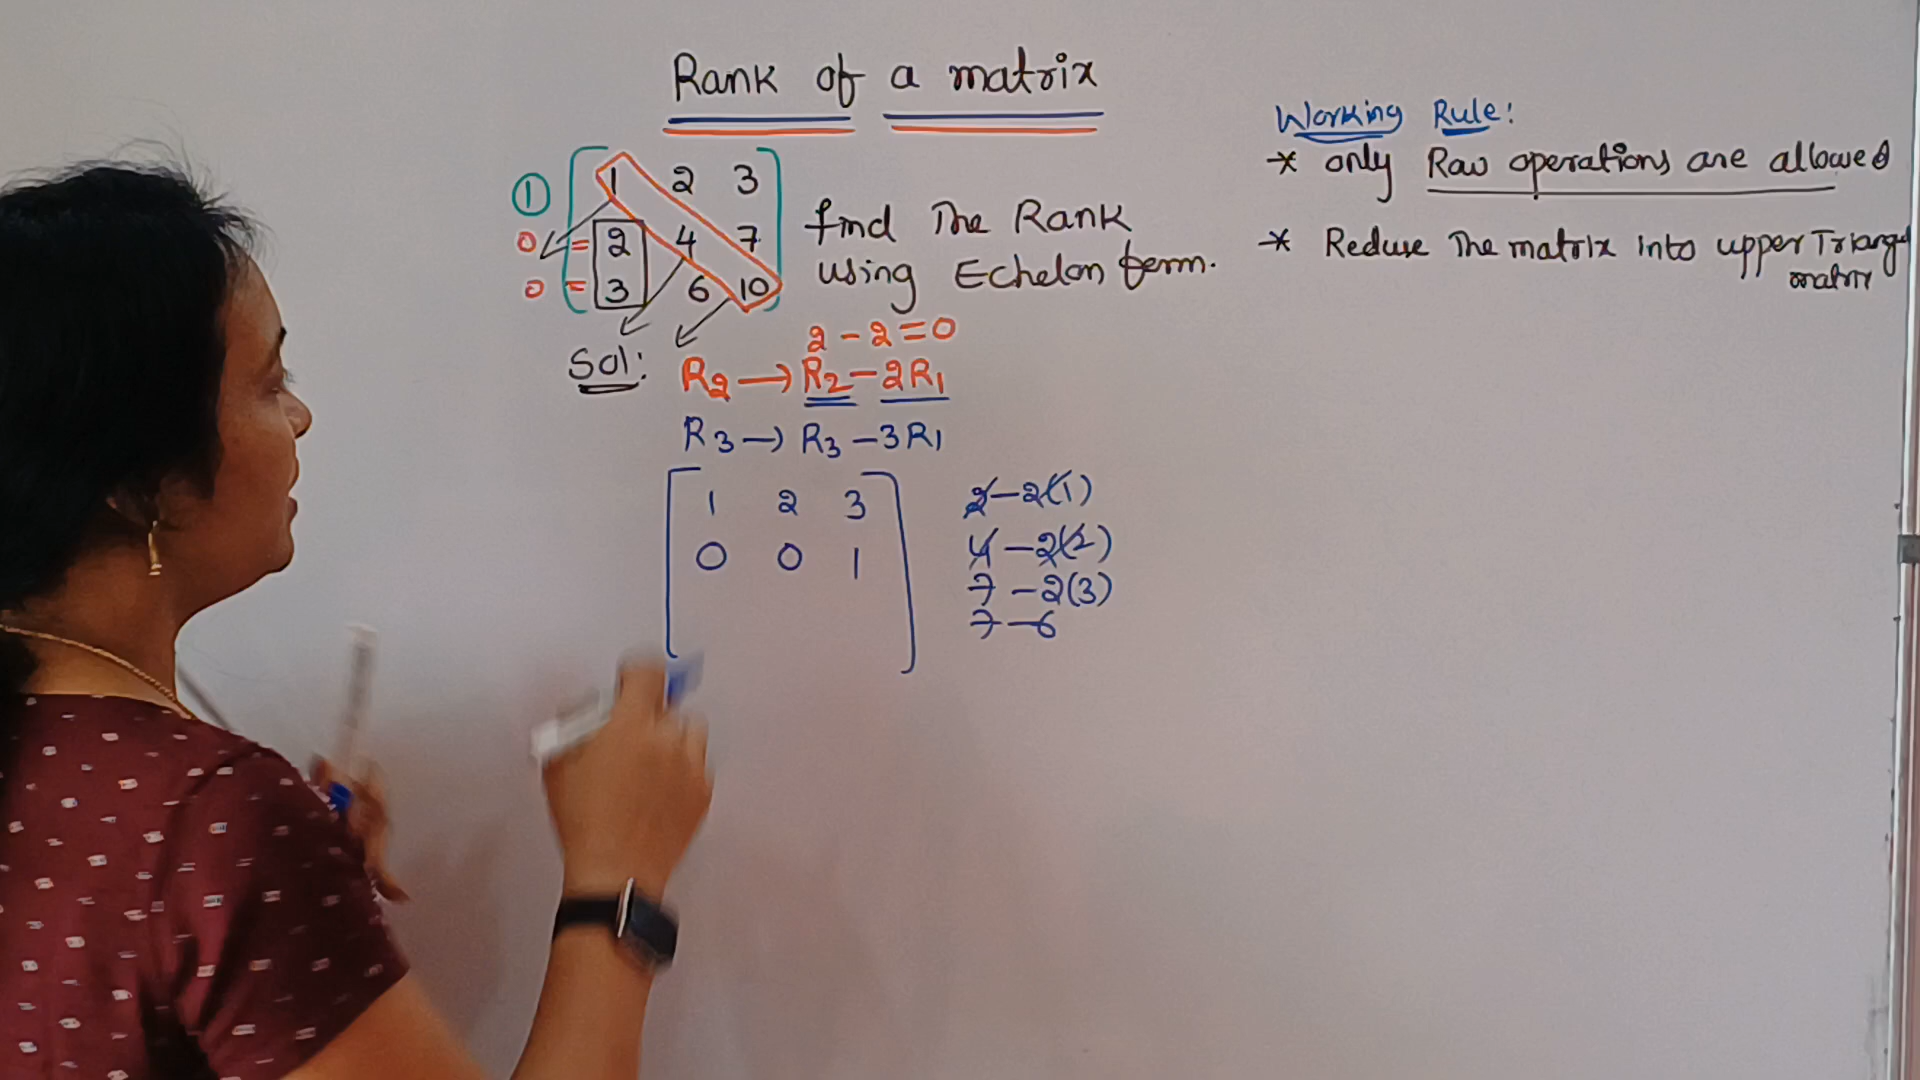 Rank of a matrix
① 1 2 3
0 = 2 4 7
0 = 3 6 10
find The Rank
using Echelon form.
Sol:
2 - 2 = 0
R2 → R2 - 2R1
R3 → R3 - 3R1
1 2 3
0 0 1
2 - 2(1)
4 - 2(2)
7 - 2(3)
7 - 6
Working Rule:
* only Raw operations are allowed
* Reduse The matrix into upper Triangul
matrix